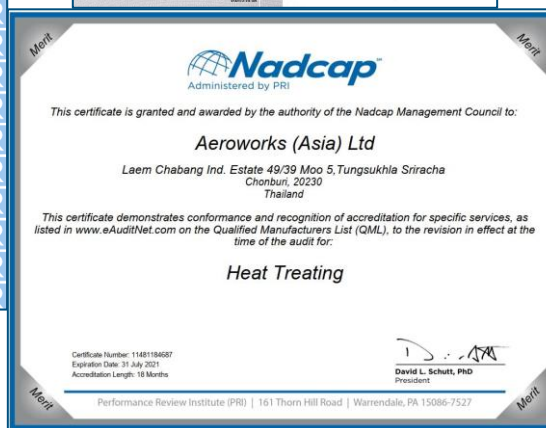 Merit
Merit
Nadcap
Administered by PRI
This certificate is granted and awarded by the authority of the Nadcap Management Council to:
Aeroworks (Asia) Ltd
Laem Chabang Ind. Estate 49/39 Moo 5,Tungsukhla Sriracha
Chonburi, 20230
Thailand
This certificate demonstrates conformance and recognition of accreditation for specific services, as
listed in www.eAuditNet.com on the Qualified Manufacturers List (QML), to the revision in effect at the
time of the audit for:
Heat Treating
Certificate Number: 11481184687
Expiration Date: 31 July 2021
Accreditation Length: 18 Months
David L. Schutt, PhD
President
Merit
Merit
Performance Review Institute (PRI) | 161 Thorn Hill Road | Warrendale, PA 15086-7527